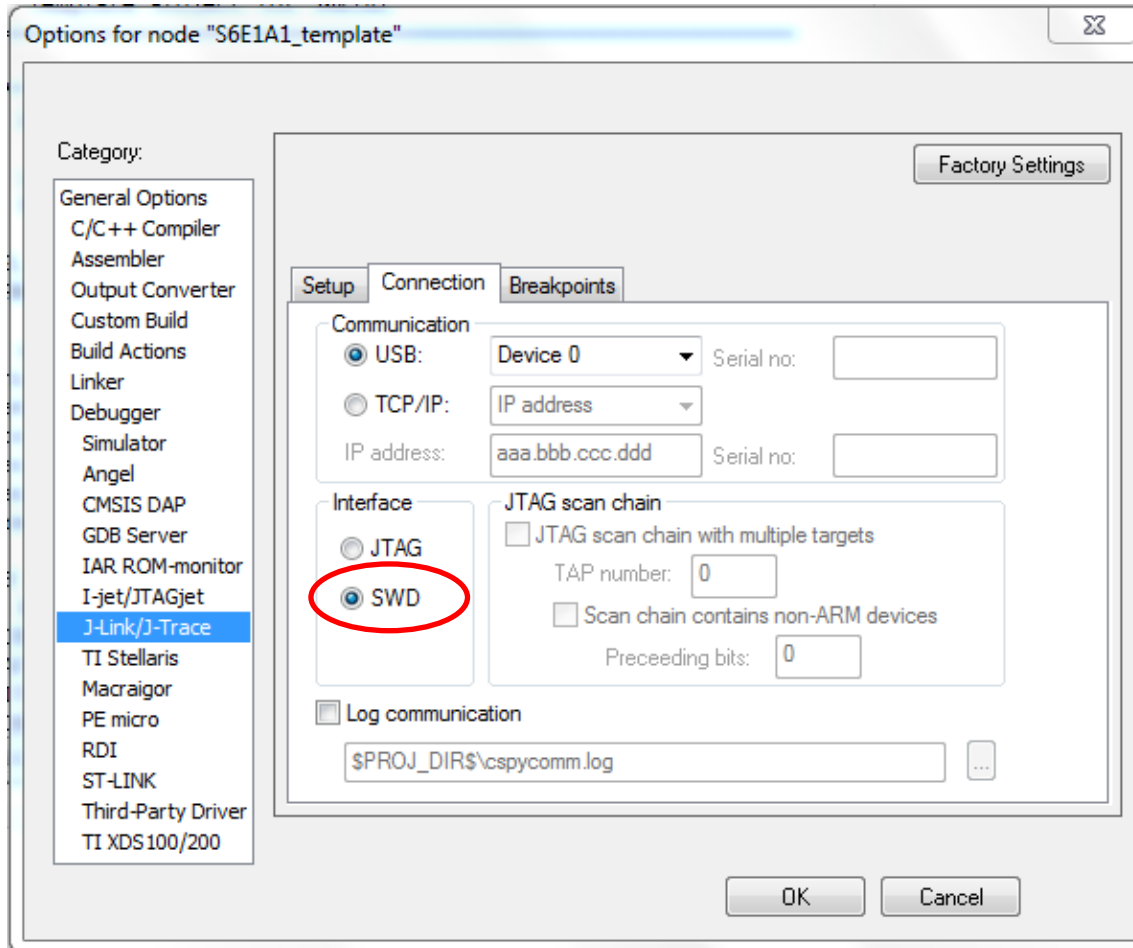 Options for node "S6E1A1_template"
Category:
General Options
C/C++ Compiler
Assembler
Output Converter
Custom Build
Build Actions
Linker
Debugger
Simulator
Angel
CMSIS DAP
GDB Server
IAR ROM-monitor
I-jet/JTAGjet
J-Link/J-Trace
TI Stellaris
Macraigor
PE micro
RDI
ST-LINK
Third-Party Driver
TI XDS100/200
Factory Settings
Setup Connection Breakpoints
Communication
USB: Device 0 Serial no:
TCP/IP: IP address
IP address: aaa.bbb.ccc.ddd Serial no:
Interface
JTAG
SWD
JTAG scan chain
JTAG scan chain with multiple targets
TAP number: 0
Scan chain contains non-ARM devices
Preceeding bits: 0
Log communication
$PROJ_DIR$\cspycomm.log ...
OK Cancel